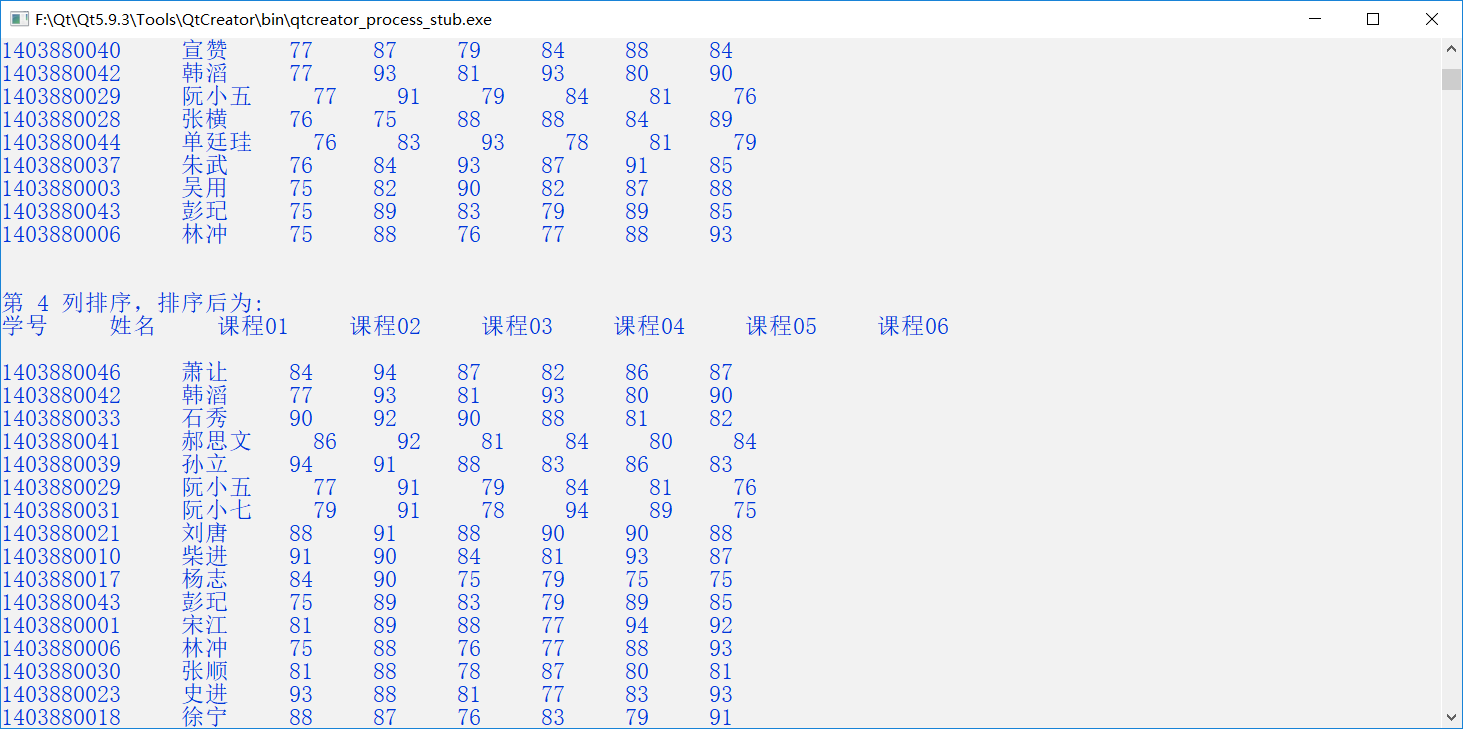 F:\Qt\Qt5.9.3\Tools\QtCreator\bin\qtcreator_process_stub.exe
1403880040 宣赞 77 87 79 84 88 84
1403880042 韩滔 77 93 81 93 80 90
1403880029 阮小五 77 91 79 84 81 76
1403880028 张横 76 75 88 88 84 89
1403880044 单廷珪 76 83 93 78 81 79
1403880037 朱武 76 84 93 87 91 85
1403880003 吴用 75 82 90 82 87 88
1403880043 彭玘 75 89 83 79 89 85
1403880006 林冲 75 88 76 77 88 93
第 4 列排序，排序后为:
学号 姓名 课程01 课程02 课程03 课程04 课程05 课程06
1403880046 萧让 84 94 87 82 86 87
1403880042 韩滔 77 93 81 93 80 90
1403880033 石秀 90 92 90 88 81 82
1403880041 郝思文 86 92 81 84 80 84
1403880039 孙立 94 91 88 83 86 83
1403880029 阮小五 77 91 79 84 81 76
1403880031 阮小七 79 91 78 94 89 75
1403880021 刘唐 88 91 88 90 90 88
1403880010 柴进 91 90 84 81 93 87
1403880017 杨志 84 90 75 79 75 75
1403880043 彭玘 75 89 83 79 89 85
1403880001 宋江 81 89 88 77 94 92
1403880006 林冲 75 88 76 77 88 93
1403880030 张顺 81 88 78 87 80 81
1403880023 史进 93 88 81 77 83 93
1403880018 徐宁 88 87 76 83 79 91